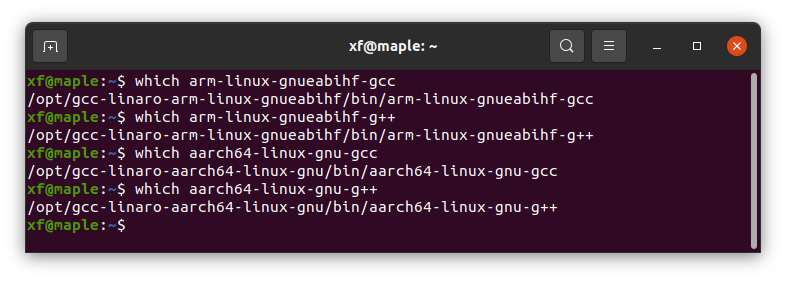 xf@maple: ~
xf@maple:~$ which arm-linux-gnueabihf-gcc
/opt/gcc-linaro-arm-linux-gnueabihf/bin/arm-linux-gnueabihf-gcc
xf@maple:~$ which arm-linux-gnueabihf-g++
/opt/gcc-linaro-arm-linux-gnueabihf/bin/arm-linux-gnueabihf-g++
xf@maple:~$ which aarch64-linux-gnu-gcc
/opt/gcc-linaro-aarch64-linux-gnu/bin/aarch64-linux-gnu-gcc
xf@maple:~$ which aarch64-linux-gnu-g++
/opt/gcc-linaro-aarch64-linux-gnu/bin/aarch64-linux-gnu-g++
xf@maple:~$